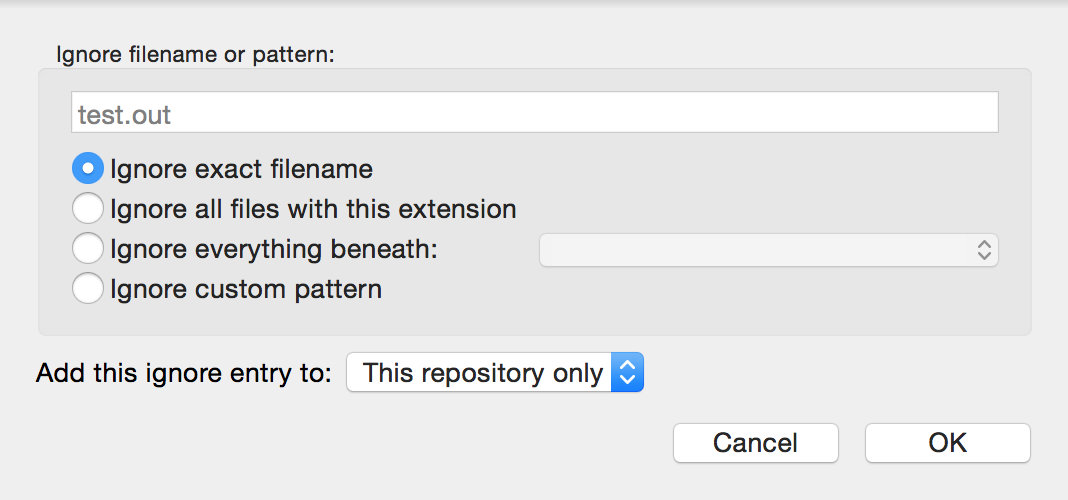 Ignore filename or pattern:
test.out
Ignore exact filename
Ignore all files with this extension
Ignore everything beneath:
Ignore custom pattern
Add this ignore entry to: This repository only
Cancel OK